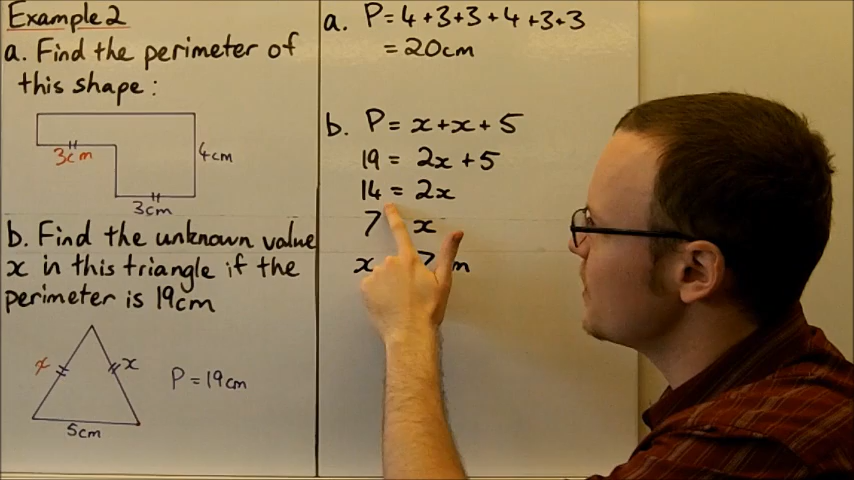 Example 2
a. Find the perimeter of
this shape:
3cm
4cm
3cm
b. Find the unknown value
x in this triangle if the
perimeter is 19cm
x
x
P = 19cm
5cm
a. P = 4 + 3 + 3 + 4 + 3 + 3
= 20cm
b. P = x + x + 5
19 = 2x + 5
14 = 2x
7 x
x 7 m